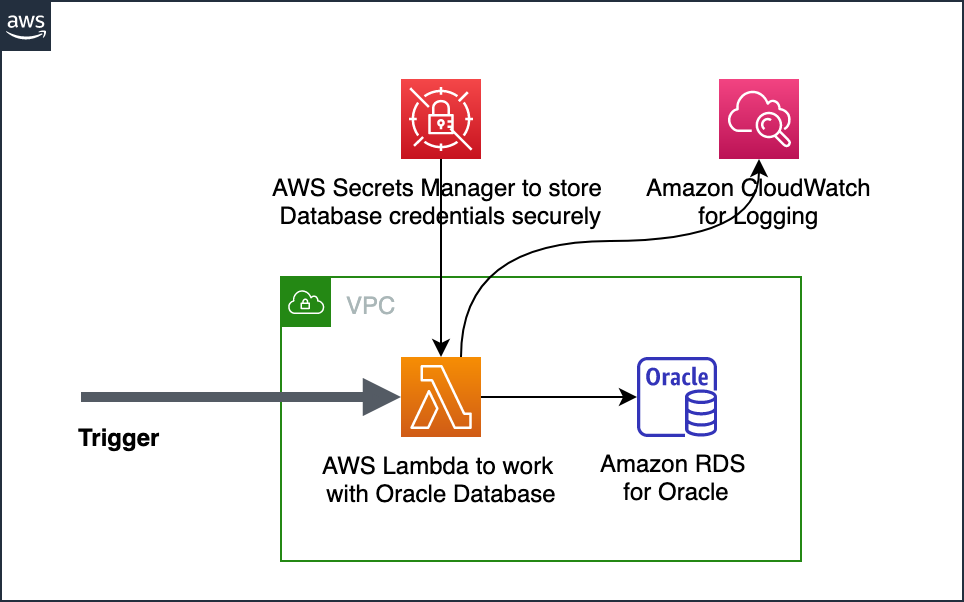 aws
AWS Secrets Manager to store
Database credentials securely
Amazon CloudWatch
for Logging
VPC
Oracle
Trigger
AWS Lambda to work
with Oracle Database
Amazon RDS
for Oracle